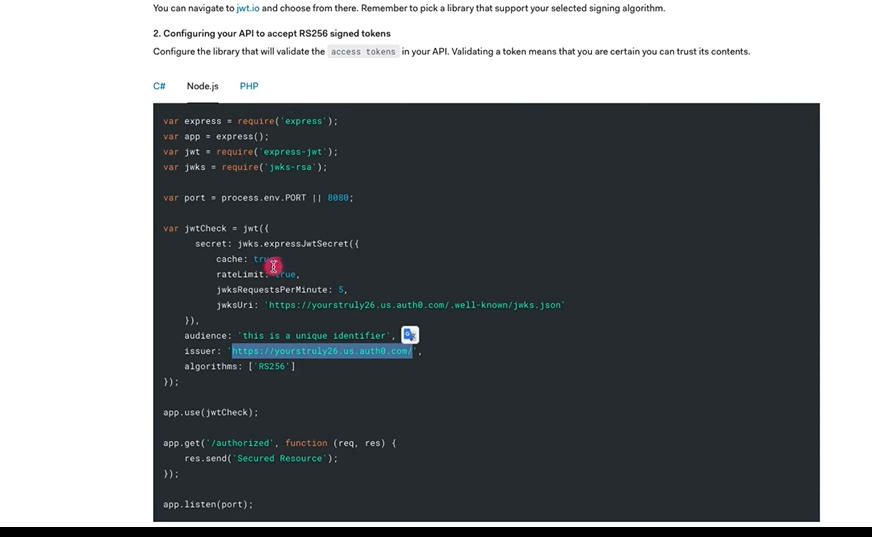 You can navigate to jwt.io and choose from there. Remember to pick a library that support your selected signing algorithm.
2. Configuring your API to accept RS256 signed tokens
Configure the library that will validate the access tokens in your API. Validating a token means that you are certain you can trust its contents.
C# Node.js PHP
var express = require('express');
var app = express();
var jwt = require('express-jwt');
var jwks = require('jwks-rsa');
var port = process.env.PORT || 8080;
var jwtCheck = jwt({
secret: jwks.expressJwtSecret({
cache:
rateLimit:
jwksRequestsPerMinute: 5,
jwksUri: 'https://yourstruly26.us.auth0.com/.well-known/jwks.json'
}),
audience: 'this is a unique identifier',
issuer: 'https://yourstruly26.us.auth0.com/',
algorithms: ['RS256']
});
app.use(jwtCheck);
app.get('/authorized', function (req, res) {
res.send('Secured Resource');
});
app.listen(port);